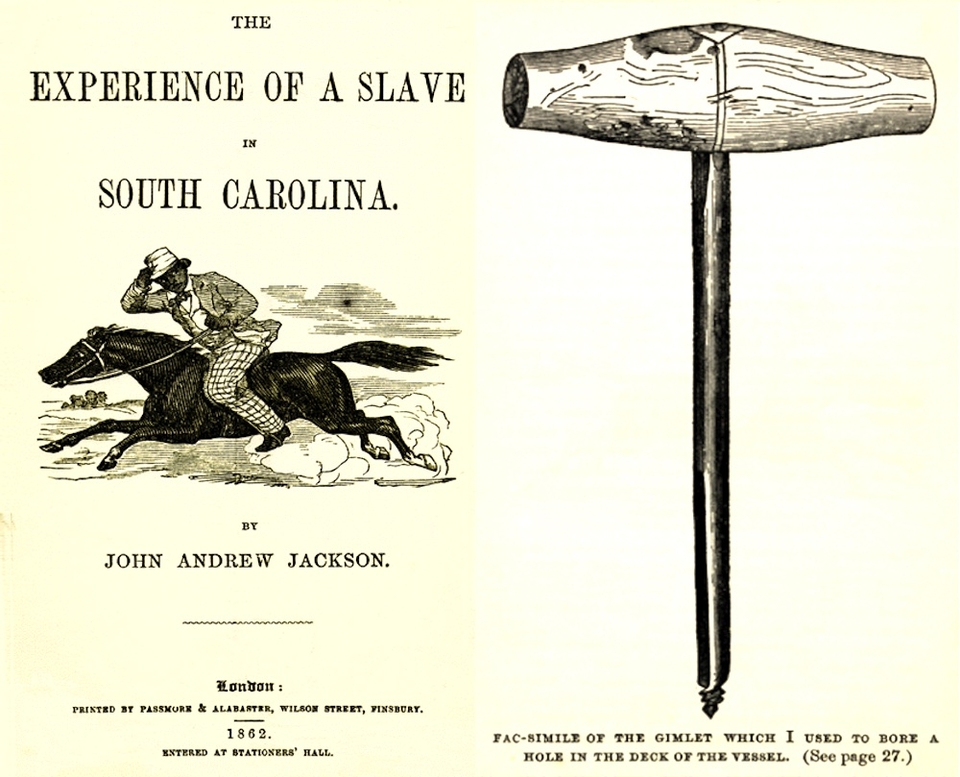 THE
EXPERIENCE OF A SLAVE
IN
SOUTH CAROLINA.
BY
JOHN ANDREW JACKSON.
London:
PRINTED BY PASSMORE & ALABASTER, WILSON STREET, FINSBURY.
1862.
ENTERED AT STATIONERS' HALL.
FAC-SIMILE OF THE GIMLET WHICH I USED TO BORE A
HOLE IN THE DECK OF THE VESSEL. (See page 27.)